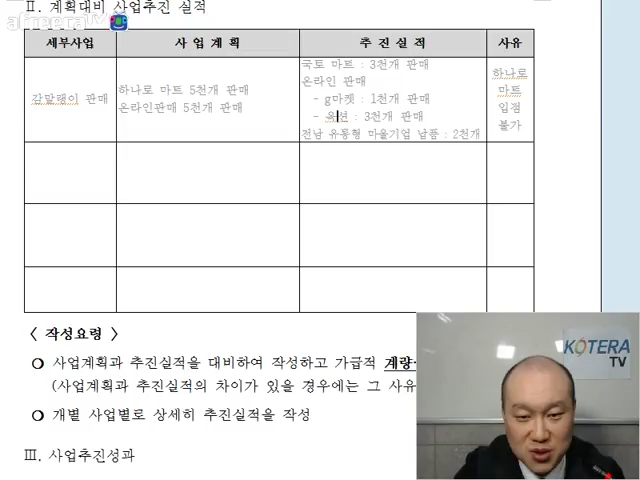 Ⅱ. 계획대비 사업추진 실적
afreecaTV
세부사업 사 업 계 획 추 진 실 적 사유
감말랭이 판매
하나로 마트 5천개 판매
온라인판매 5천개 판매
국토 마트 : 3천개 판매
온라인 판매
- g마켓 : 1천개 판매
- 옥션 : 3천개 판매
전남 유통형 마을기업 납품 : 2천개
하나로
마트
입점
불가
〈 작성요령 〉
❍ 사업계획과 추진실적을 대비하여 작성하고 가급적 계량
(사업계획과 추진실적의 차이가 있을 경우에는 그 사유
❍ 개별 사업별로 상세히 추진실적을 작성
Ⅲ. 사업추진성과
KOTERA
TV